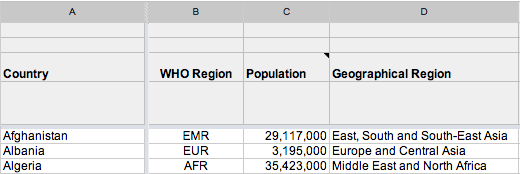 A B C D
Country WHO Region Population Geographical Region
Afghanistan EMR 29,117,000 East, South and South-East Asia
Albania EUR 3,195,000 Europe and Central Asia
Algeria AFR 35,423,000 Middle East and North Africa